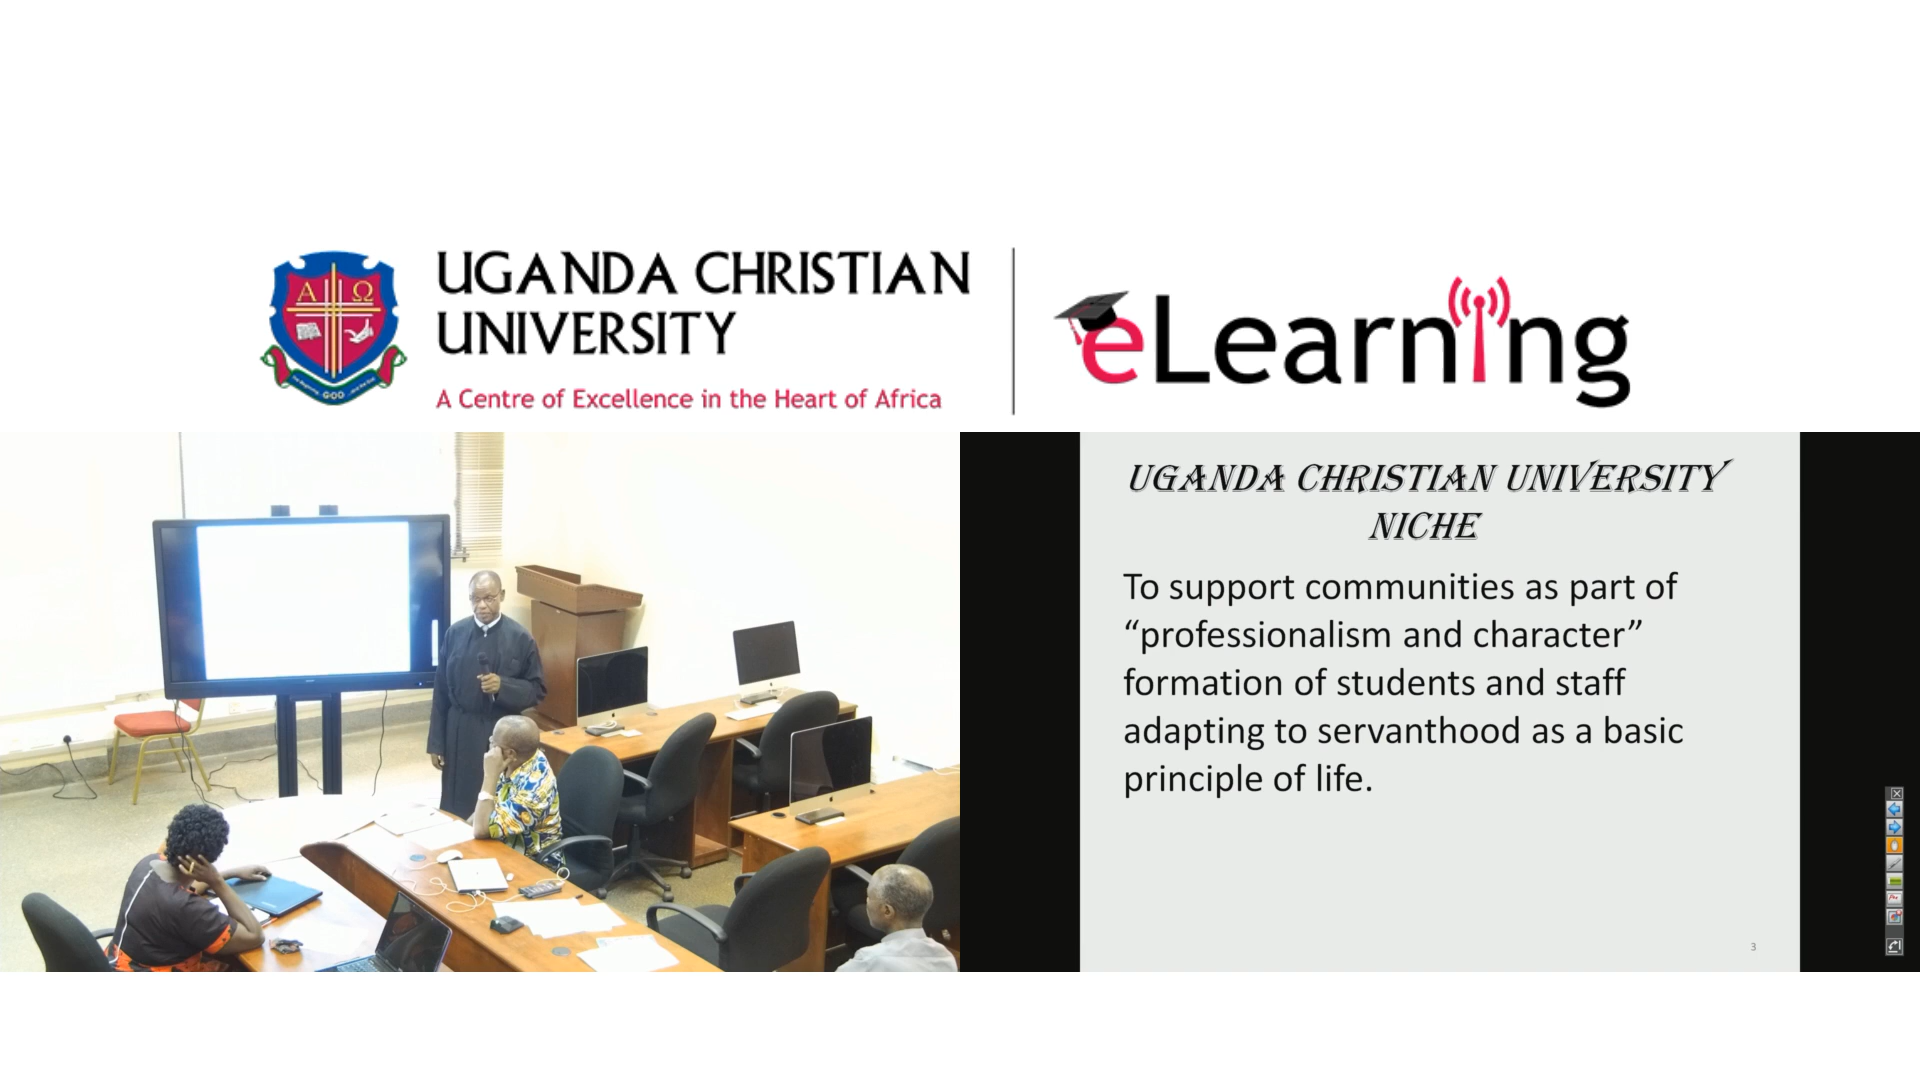 UGANDA CHRISTIAN
UNIVERSITY
A Centre of Excellence in the Heart of Africa
Α Ω
GOD
eLearning
UGANDA CHRISTIAN UNIVERSITY
NICHE
To support communities as part of
“professionalism and character”
formation of students and staff
adapting to servanthood as a basic
principle of life.
3